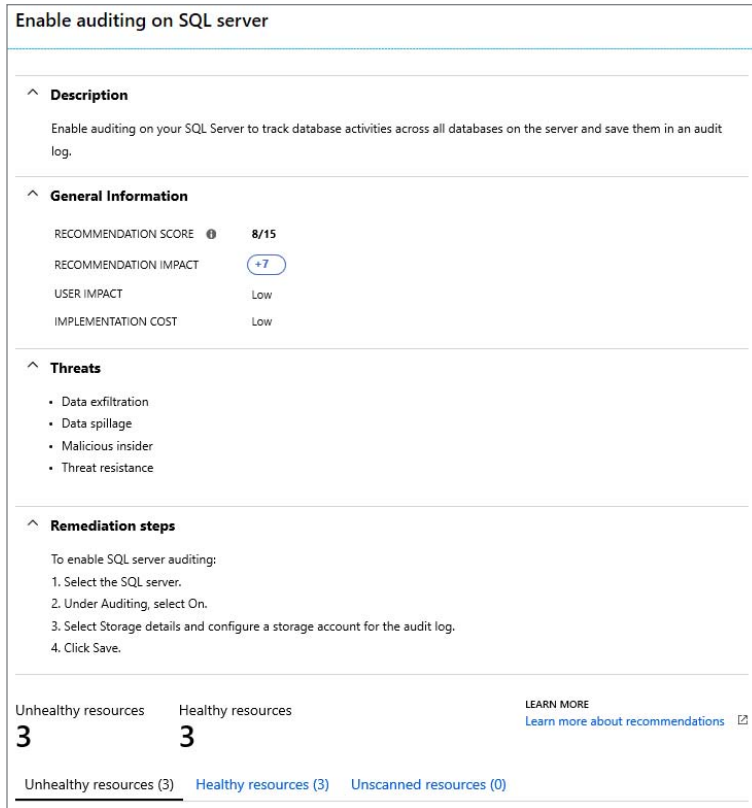 Enable auditing on SQL server
Description
Enable auditing on your SQL Server to track database activities across all databases on the server and save them in an audit
log.
General Information
RECOMMENDATION SCORE 8/15
RECOMMENDATION IMPACT +7
USER IMPACT Low
IMPLEMENTATION COST Low
Threats
• Data exfiltration
• Data spillage
• Malicious insider
• Threat resistance
Remediation steps
To enable SQL server auditing:
1. Select the SQL server.
2. Under Auditing, select On.
3. Select Storage details and configure a storage account for the audit log.
4. Click Save.
Unhealthy resources Healthy resources LEARN MORE
3 3 Learn more about recommendations
Unhealthy resources (3) Healthy resources (3) Unscanned resources (0)